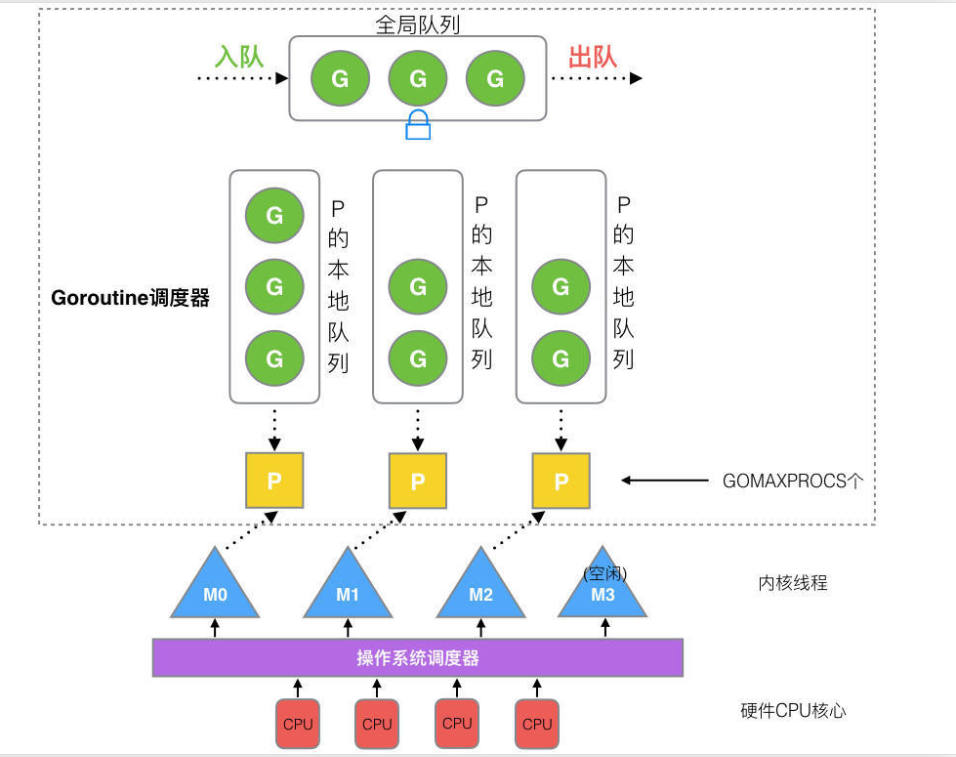 全局队列
入队
出队
G
G
G
G
P的本地队列
P的本地队列
P的本地队列
G
G
G
Goroutine调度器
G
G
G
P
P
P
GOMAXPROCS个
(空闲)
M0
M1
M2
M3
内核线程
操作系统调度器
CPU
CPU
CPU
CPU
硬件CPU核心